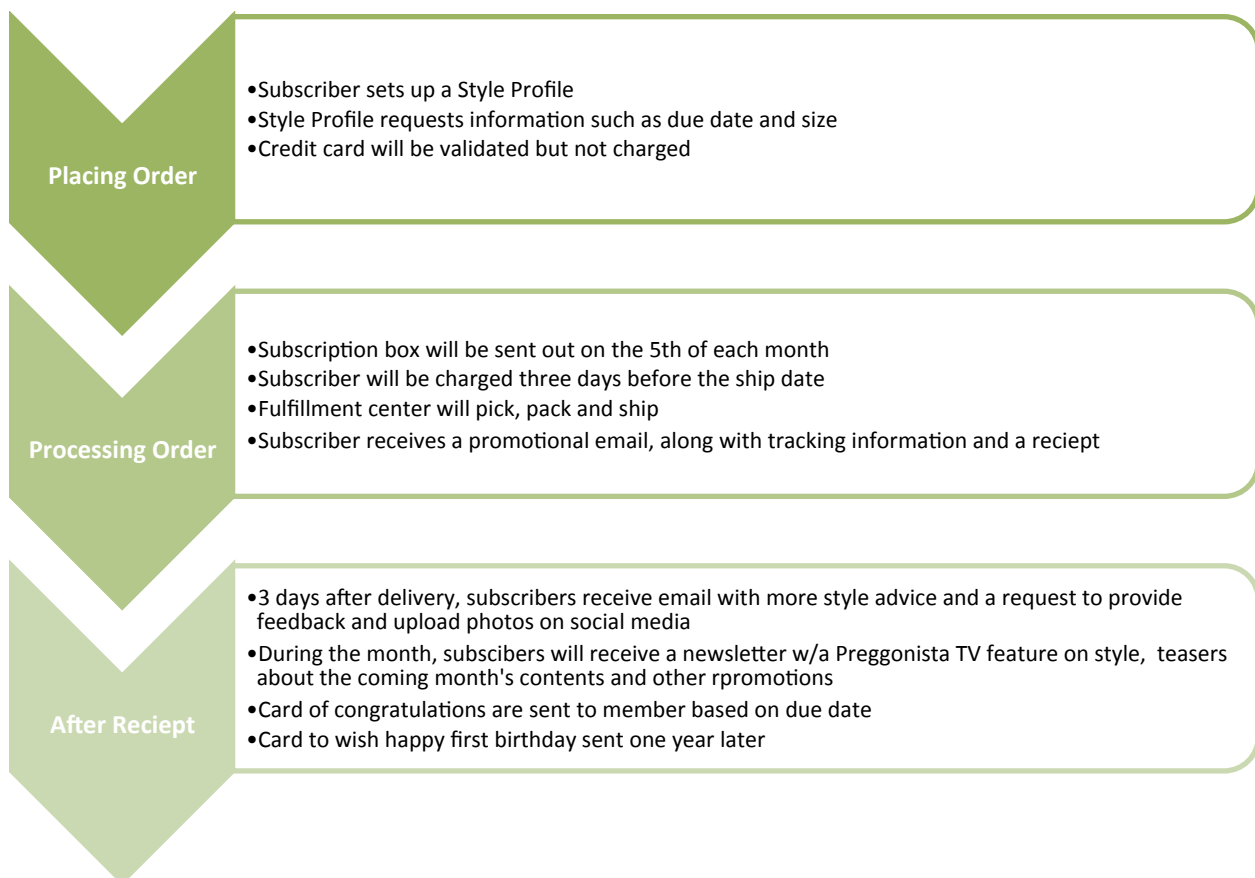 Placing Order
•Subscriber sets up a Style Profile
•Style Profile requests information such as due date and size
•Credit card will be validated but not charged
Processing Order
•Subscription box will be sent out on the 5th of each month
•Subscriber will be charged three days before the ship date
•Fulfillment center will pick, pack and ship
•Subscriber receives a promotional email, along with tracking information and a reciept
After Reciept
•3 days after delivery, subscribers receive email with more style advice and a request to provide
feedback and upload photos on social media
•During the month, subscibers will receive a newsletter w/a Preggonista TV feature on style,  teasers
about the coming month's contents and other rpromotions
•Card of congratulations are sent to member based on due date
•Card to wish happy first birthday sent one year later